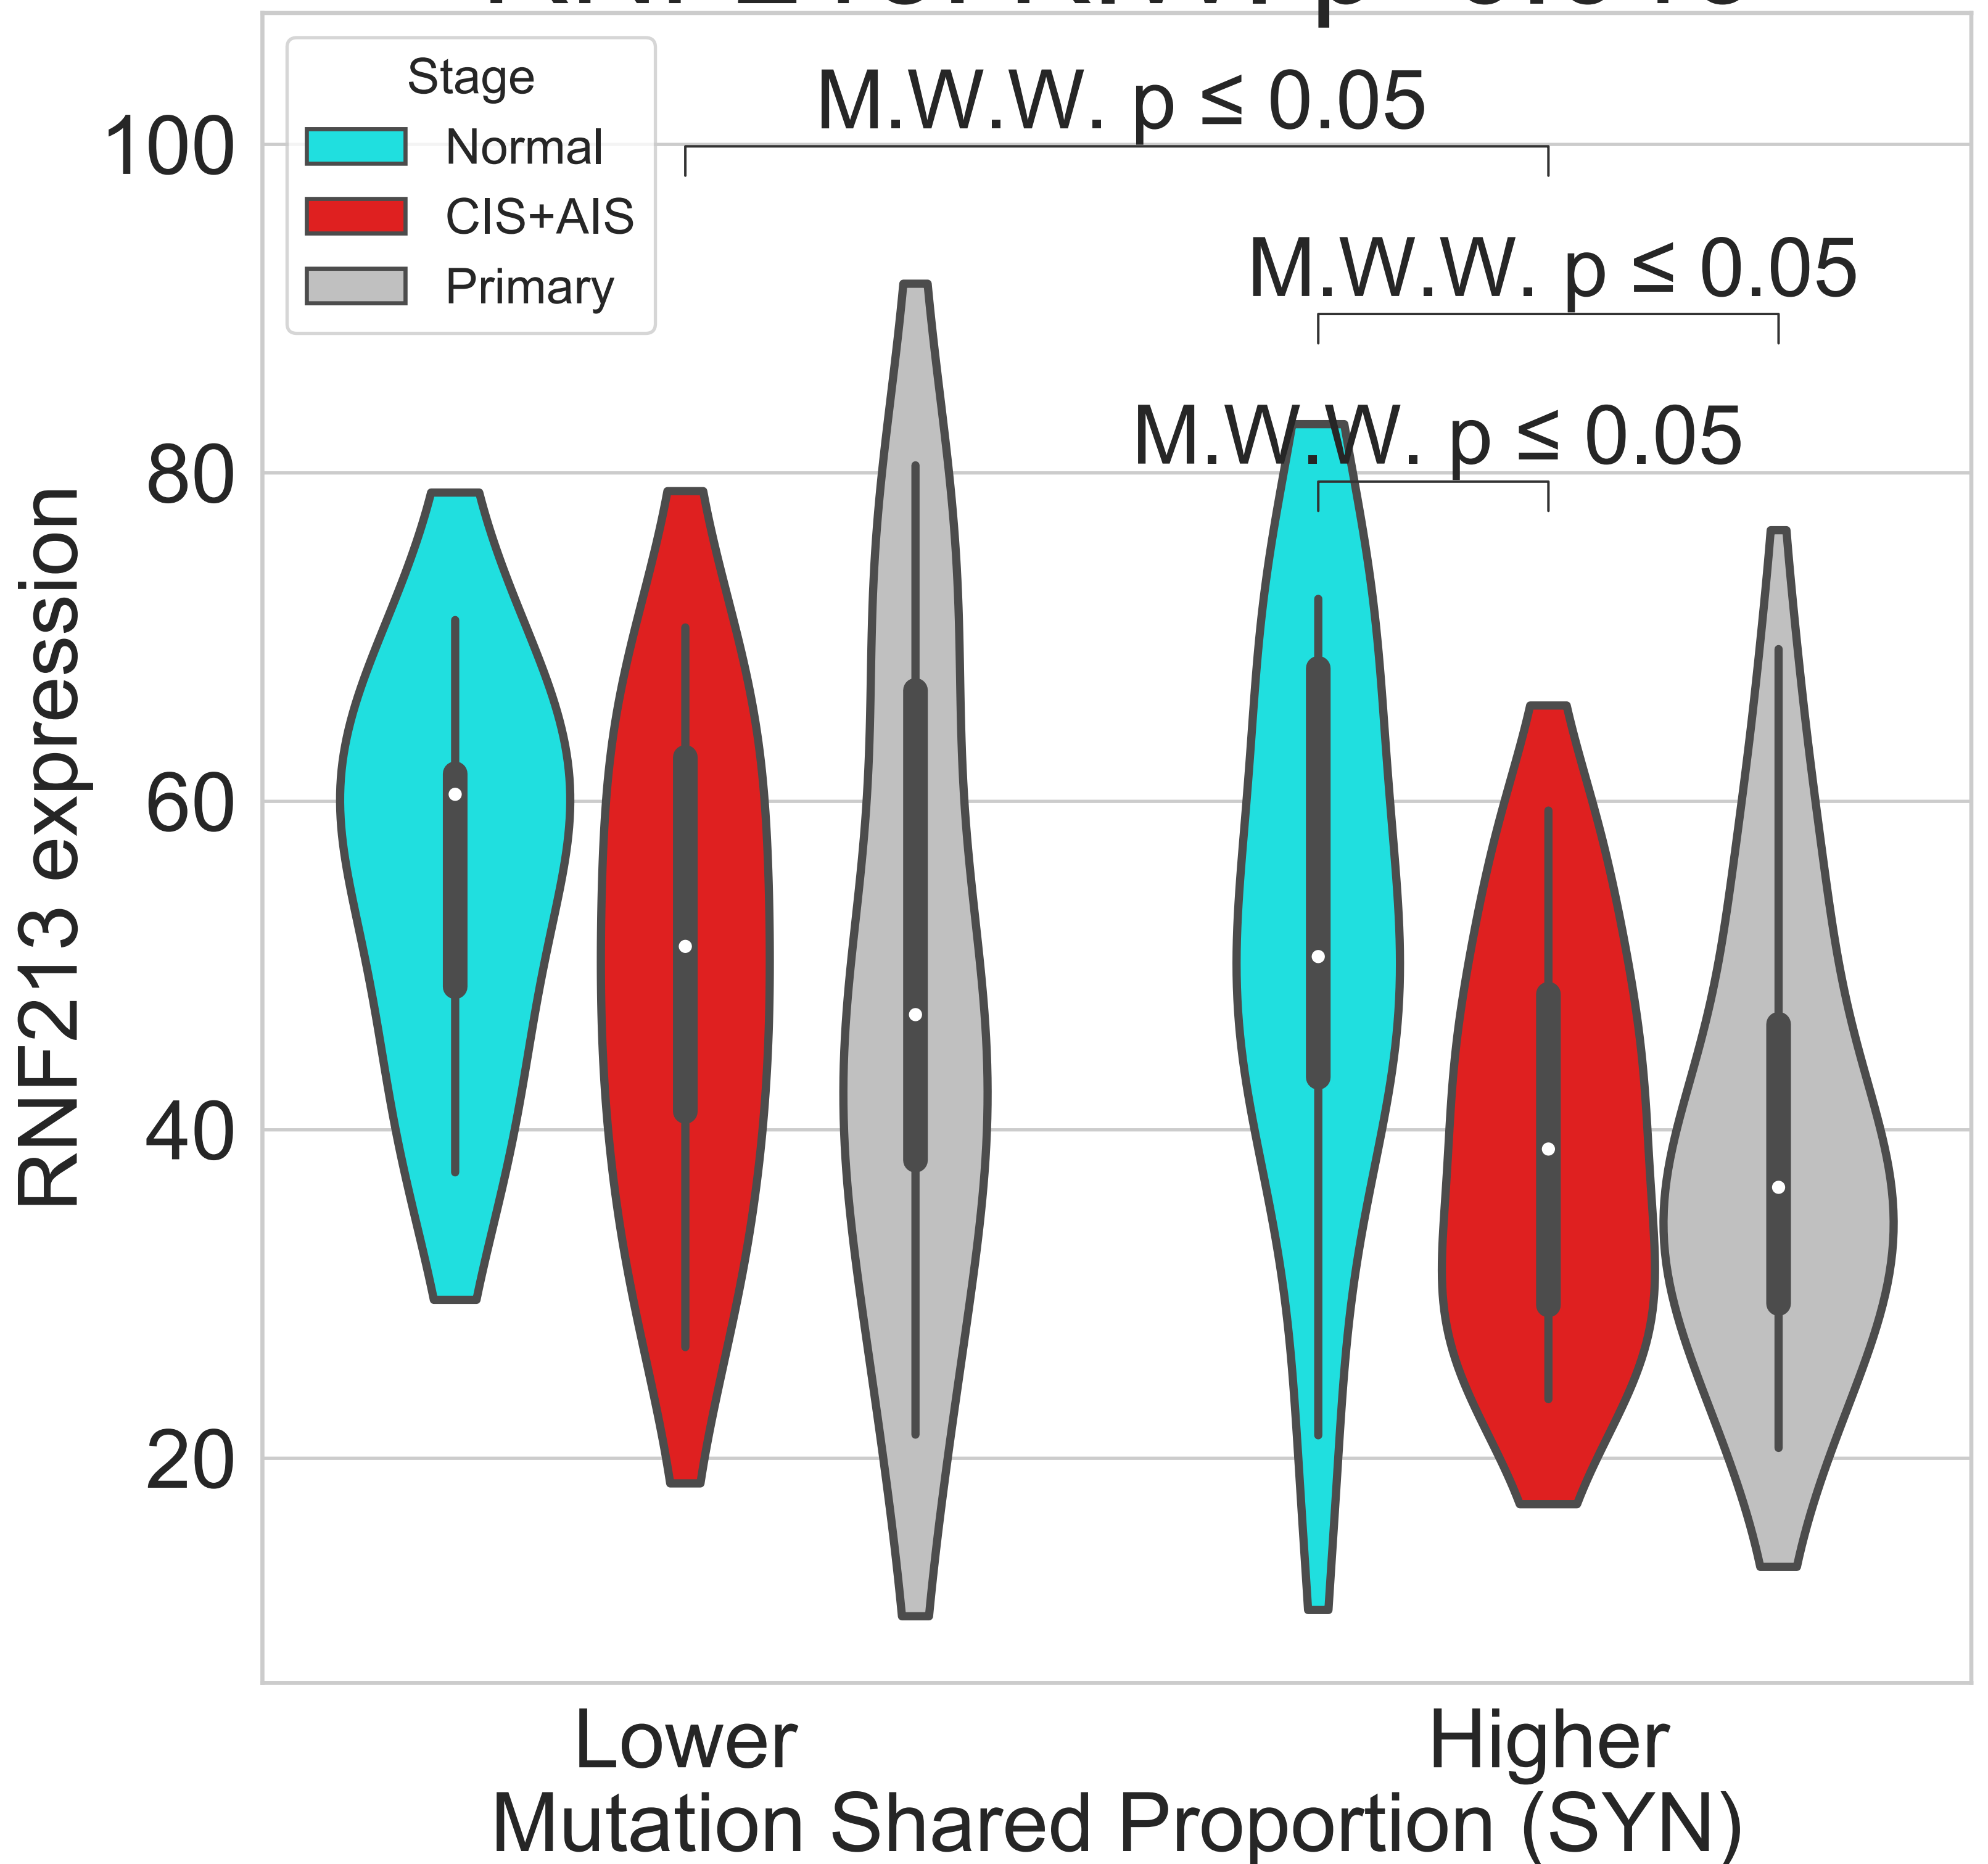 M.W.W. p ≤ 0.05
Stage
Normal
CIS+AIS
Primary
M.W.W. p ≤ 0.05
M.W.W. p ≤ 0.05
100
80
60
40
20
RNF213 expression
Lower
Higher
Mutation Shared Proportion (SYN)